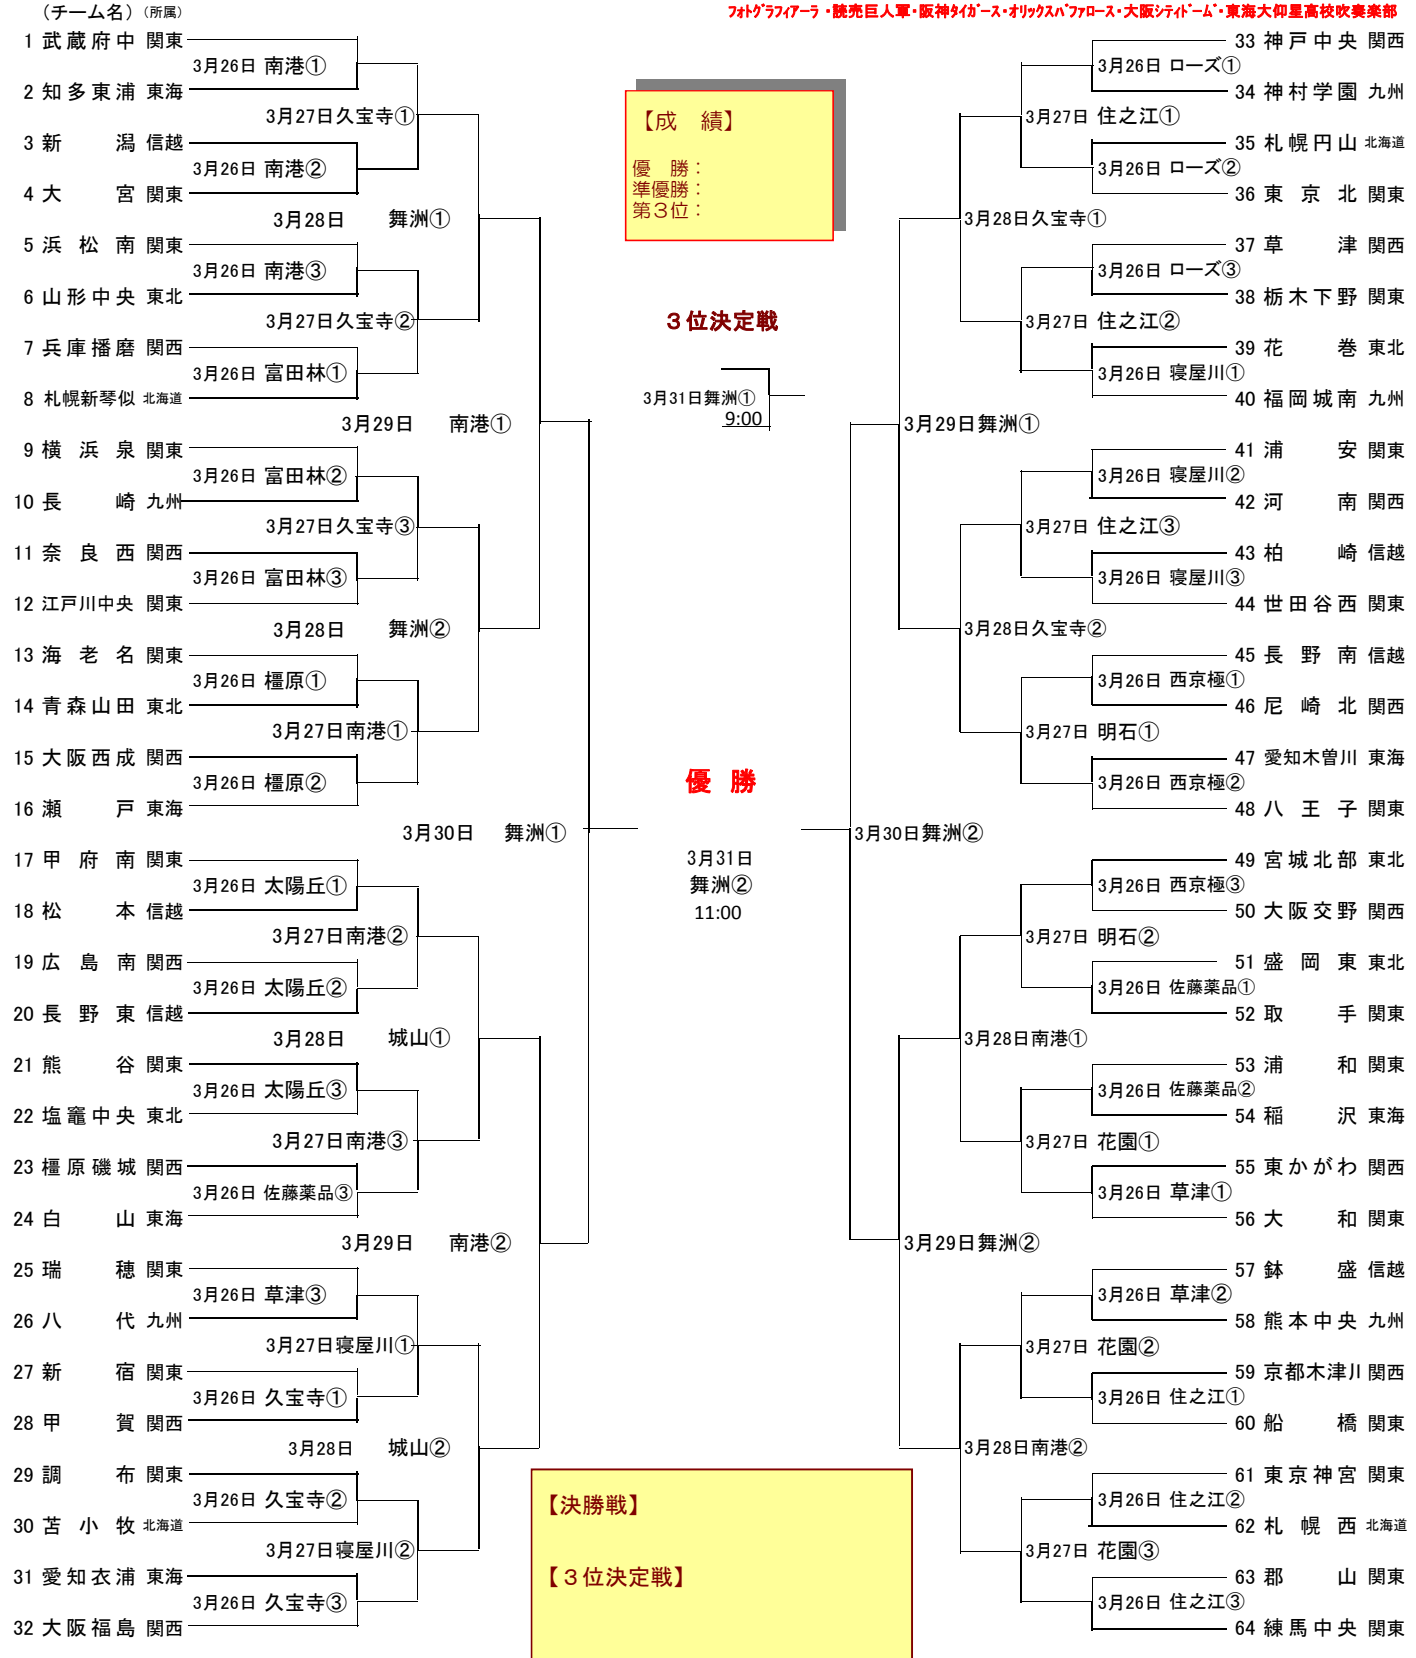 (チーム名) (所属)
フォトグラフィアーラ・読売巨人軍・阪神タイガース・オリックスバファローズ・大阪シティドーム・東海大仰星高校吹奏楽部
1 武蔵府中 関東
3月26日 南港①
2 知多東浦 東海
3月27日久宝寺①
3 新潟 信越
3月26日 南港②
4 大宮 関東
3月28日 舞洲①
5 浜松南 関東
3月26日 南港③
6 山形中央 東北
3月27日久宝寺②
7 兵庫播磨 関西
3月26日 富田林①
8 札幌新琴似 北海道
3月29日 南港①
9 横浜泉 関東
3月26日 富田林②
10 長崎 九州
3月27日久宝寺③
11 奈良西 関西
3月26日 富田林③
12 江戸川中央 関東
3月28日 舞洲②
13 海老名 関東
3月26日 橿原①
14 青森山田 東北
3月27日南港①
15 大阪西成 関西
3月26日 橿原②
16 瀬戸 東海
3月30日 舞洲①
17 甲府南 関東
3月26日 太陽丘①
18 松本 信越
3月27日南港②
19 広島南 関西
3月26日 太陽丘②
20 長野東 信越
3月28日 城山①
21 熊谷 関東
3月26日 太陽丘③
22 塩竈中央 東北
3月27日南港③
23 橿原磯城 関西
3月26日 佐藤薬品③
24 白山 東海
3月29日 南港②
25 瑞穂 関東
3月26日 草津③
26 八代 九州
3月27日寝屋川①
27 新宿 関東
3月26日 久宝寺①
28 甲賀 関西
3月28日 城山②
29 調布 関東
3月26日 久宝寺②
30 苫小牧 北海道
3月27日寝屋川②
31 愛知衣浦 東海
3月26日 久宝寺③
32 大阪福島 関西
【成 績】
優 勝：
準優勝：
第３位：
３位決定戦
3月31日舞洲①
9:00
優 勝
3月31日
舞洲②
11:00
【決勝戦】
【３位決定戦】
33 神戸中央 関西
3月26日 ローズ①
34 神村学園 九州
3月27日 住之江①
35 札幌円山 北海道
3月26日 ローズ②
36 東京北 関東
3月28日久宝寺①
37 草津 関西
3月26日 ローズ③
38 栃木下野 関東
3月27日 住之江②
39 花巻 東北
3月26日 寝屋川①
40 福岡城南 九州
3月29日舞洲①
41 浦安 関東
3月26日 寝屋川②
42 河南 関西
3月27日 住之江③
43 柏崎 信越
3月26日 寝屋川③
44 世田谷西 関東
3月28日久宝寺②
45 長野南 信越
3月26日 西京極①
46 尼崎北 関西
3月27日 明石①
47 愛知木曽川 東海
3月26日 西京極②
48 八王子 関東
3月30日舞洲②
49 宮城北部 東北
3月26日 西京極③
50 大阪交野 関西
3月27日 明石②
51 盛岡東 東北
3月26日 佐藤薬品①
52 取手 関東
3月28日南港①
53 浦和 関東
3月26日 佐藤薬品②
54 稲沢 東海
3月27日 花園①
55 東かがわ 関西
3月26日 草津①
56 大和 関東
3月29日舞洲②
57 鉢盛 信越
3月26日 草津②
58 熊本中央 九州
3月27日 花園②
59 京都木津川 関西
3月26日 住之江①
60 船橋 関東
3月28日南港②
61 東京神宮 関東
3月26日 住之江②
62 札幌西 北海道
3月27日 花園③
63 郡山 関東
3月26日 住之江③
64 練馬中央 関東